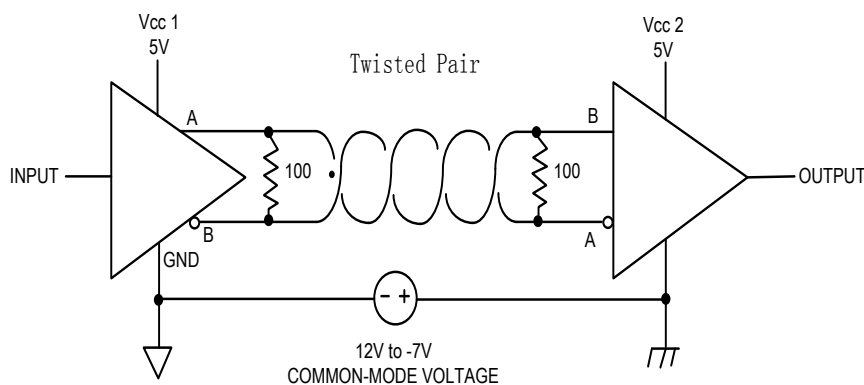 Vcc 1
5V
Vcc 2
5V
Twisted Pair
A
B
INPUT
100
100
OUTPUT
B
A
GND
- +
12V to -7V
COMMON-MODE VOLTAGE